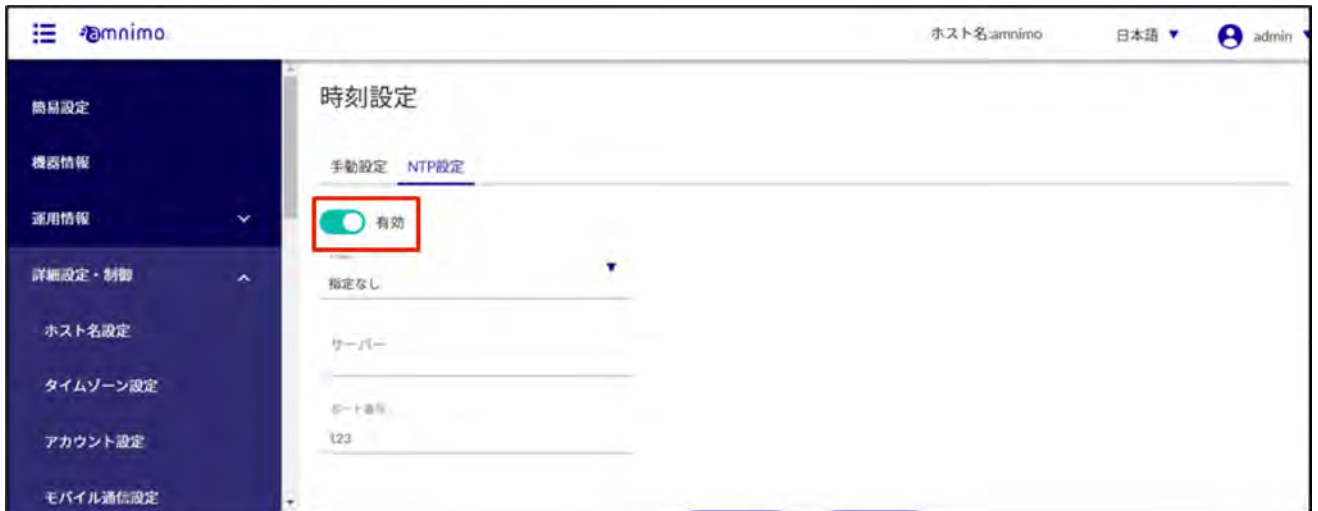 amnimo
ホスト名:amnimo
日本語
admin
簡易設定
機器情報
運用情報
詳細設定・制御
ホスト名設定
タイムゾーン設定
アカウント設定
モバイル通信設定
時刻設定
手動設定 NTP設定
有効
指定なし
サーバー
ポート番号
123